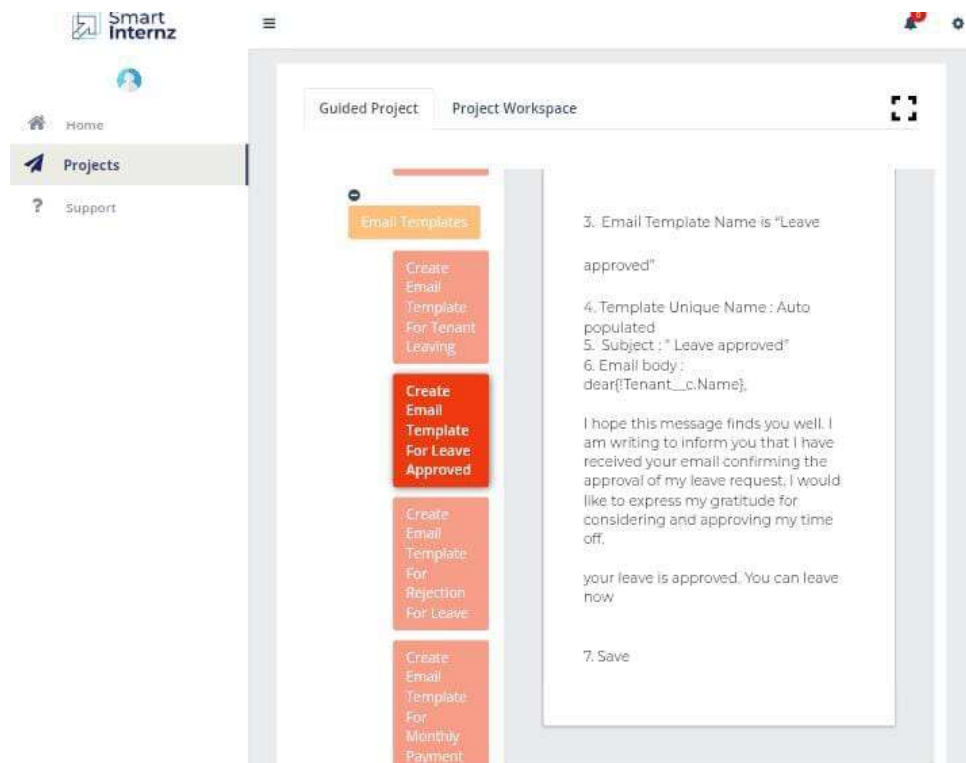 Smart
Internz
Home
Projects
? Support
Guided Project Project Workspace
Email Templates
Create
Email
Template
For Tenant
Leaving
Create
Email
Template
For Leave
Approved
Create
Email
Template
For
Rejection
For Leave
Create
Email
Template
For
Monthly
Payment
3. Email Template Name is “Leave
approved”
4. Template Unique Name : Auto
populated
5. Subject : “ Leave approved”
6. Email body :
dear{!Tenant__c.Name},
I hope this message finds you well. I
am writing to inform you that I have
received your email confirming the
approval of my leave request. I would
like to express my gratitude for
considering and approving my time
off.
your leave is approved. You can leave
now
7. Save